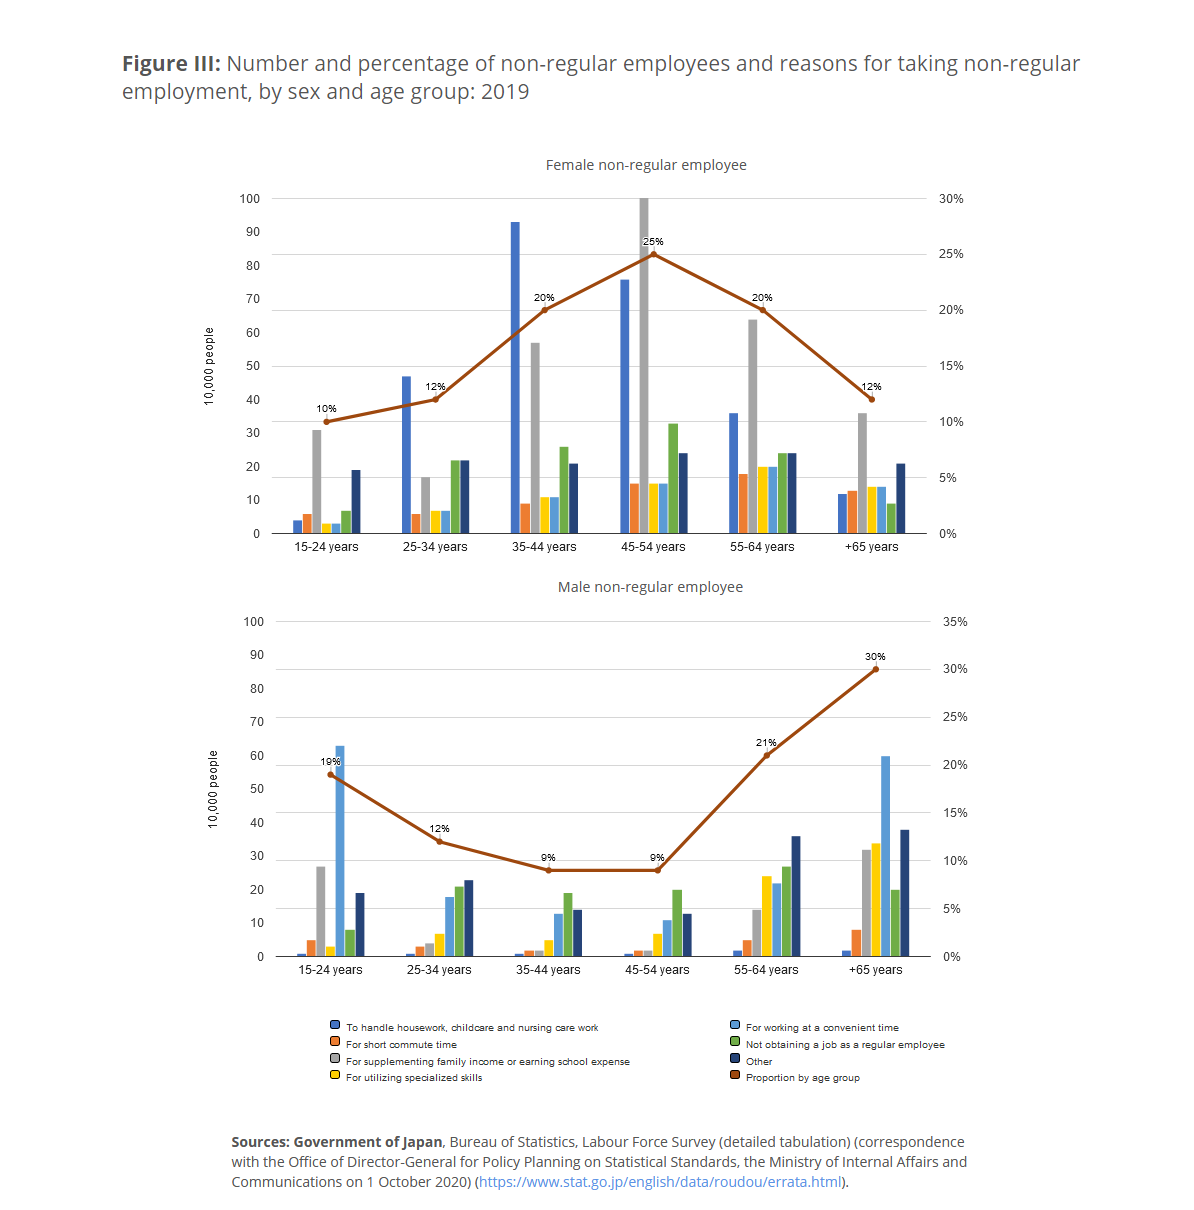 Figure III: Number and percentage of non-regular employees and reasons for taking non-regular
employment, by sex and age group: 2019
Female non-regular employee
100
90
80
70
60
50
40
30
20
10
0
10,000 people
30%
25%
20%
15%
10%
5%
0%
10%
12%
20%
25%
20%
12%
15-24 years
25-34 years
35-44 years
45-54 years
55-64 years
+65 years
Male non-regular employee
100
90
80
70
60
50
40
30
20
10
0
10,000 people
35%
30%
25%
20%
15%
10%
5%
0%
19%
12%
9%
9%
21%
30%
15-24 years
25-34 years
35-44 years
45-54 years
55-64 years
+65 years
To handle housework, childcare and nursing care work
For short commute time
For supplementing family income or earning school expense
For utilizing specialized skills
For working at a convenient time
Not obtaining a job as a regular employee
Other
Proportion by age group
Sources: Government of Japan, Bureau of Statistics, Labour Force Survey (detailed tabulation) (correspondence
with the Office of Director-General for Policy Planning on Statistical Standards, the Ministry of Internal Affairs and
Communications on 1 October 2020) (https://www.stat.go.jp/english/data/roudou/errata.html).